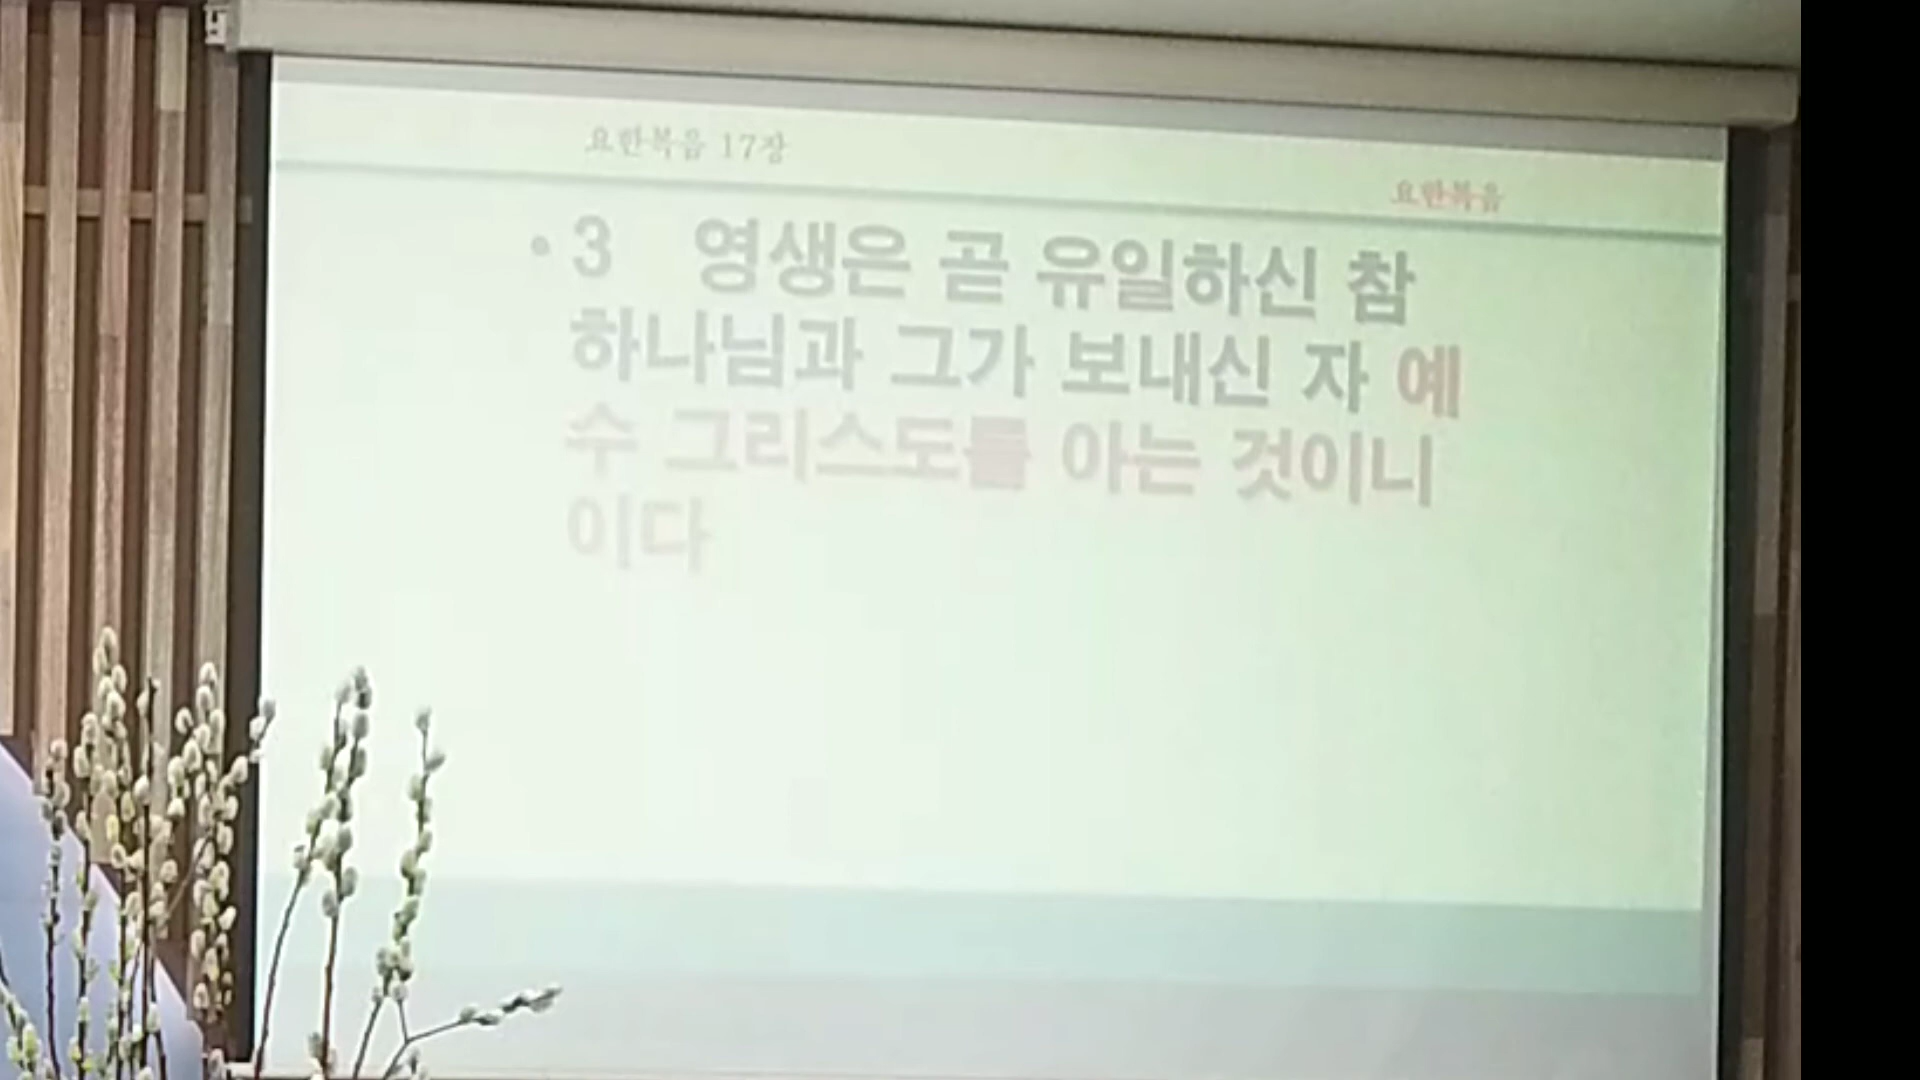 요한복음 17장
요한복음
• 3 영생은 곧 유일하신 참
하나님과 그가 보내신 자 예
수 그리스도를 아는 것이니
이다